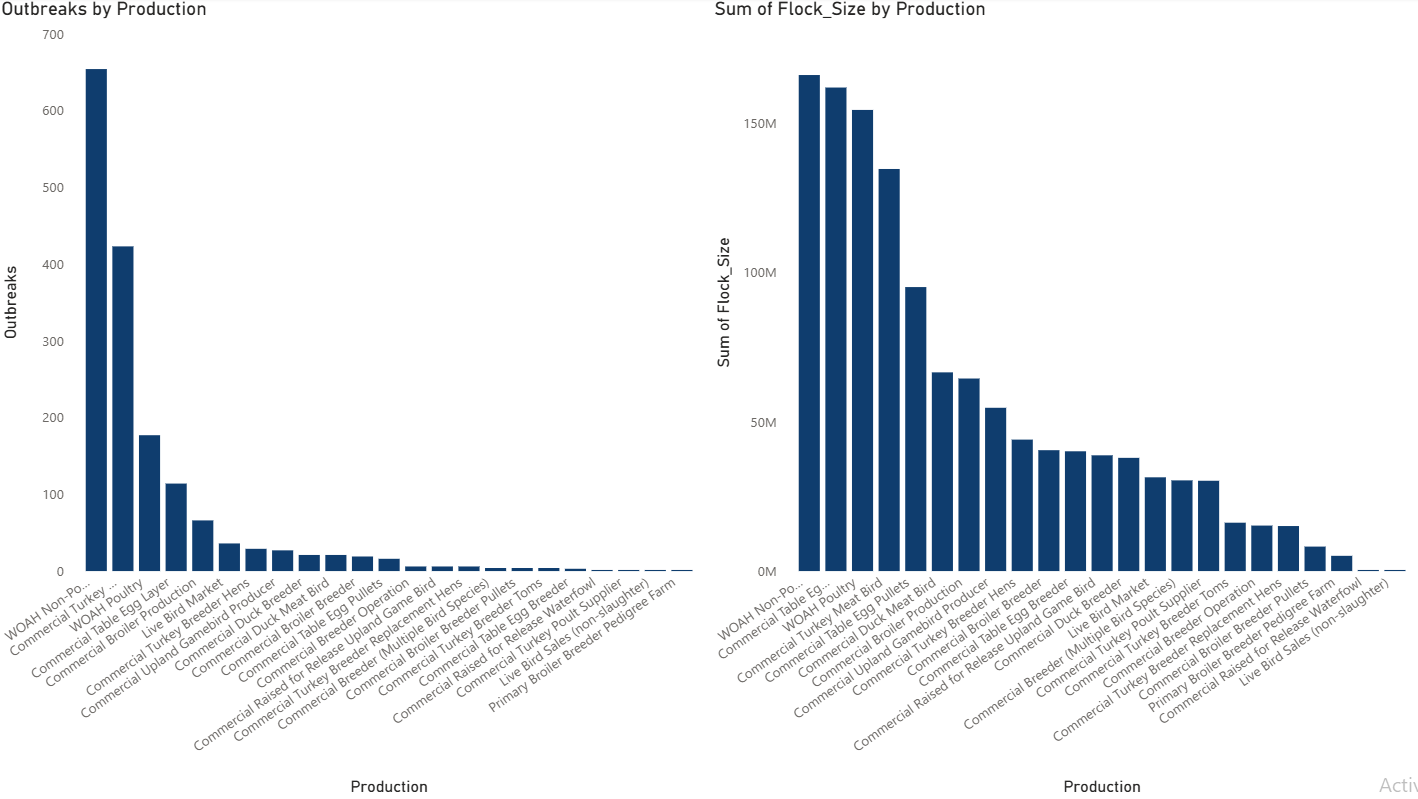 Outbreaks by Production
700
600
500
400
300
200
100
0
Outbreaks
WOAH Non-Po...
Commercial Turkey ...
WOAH Poultry
Commercial Table Egg Layer
Commercial Broiler Production
Live Bird Market
Commercial Turkey Breeder Hens
Commercial Upland Gamebird Producer
Commercial Duck Breeder
Commercial Duck Meat Bird
Commercial Broiler Breeder
Commercial Table Egg Pullets
Commercial Breeder Operation
Commercial Raised for Release Upland Game Bird
Commercial Turkey Breeder Replacement Hens
Commercial Breeder (Multiple Bird Species)
Commercial Broiler Breeder Pullets
Commercial Turkey Breeder Toms
Commercial Table Egg Breeder
Commercial Raised for Release Waterfowl
Commercial Turkey Poult Supplier
Live Bird Sales (non-slaughter)
Primary Broiler Breeder Pedigree Farm
Production
Sum of Flock_Size by Production
150M
100M
50M
0M
Sum of Flock_Size
WOAH Non-Po...
Commercial Table Eg...
WOAH Poultry
Commercial Turkey Meat Bird
Commercial Table Egg Pullets
Commercial Duck Meat Bird
Commercial Broiler Production
Commercial Upland Gamebird Producer
Commercial Turkey Breeder Hens
Commercial Broiler Breeder
Commercial Table Egg Breeder
Commercial Raised for Release Upland Game Bird
Commercial Duck Breeder
Live Bird Market
Commercial Breeder (Multiple Bird Species)
Commercial Turkey Poult Supplier
Commercial Turkey Breeder Toms
Commercial Breeder Operation
Commercial Turkey Breeder Replacement Hens
Commercial Broiler Breeder Pullets
Primary Broiler Breeder Pedigree Farm
Commercial Raised for Release Waterfowl
Live Bird Sales (non-slaughter)
Production